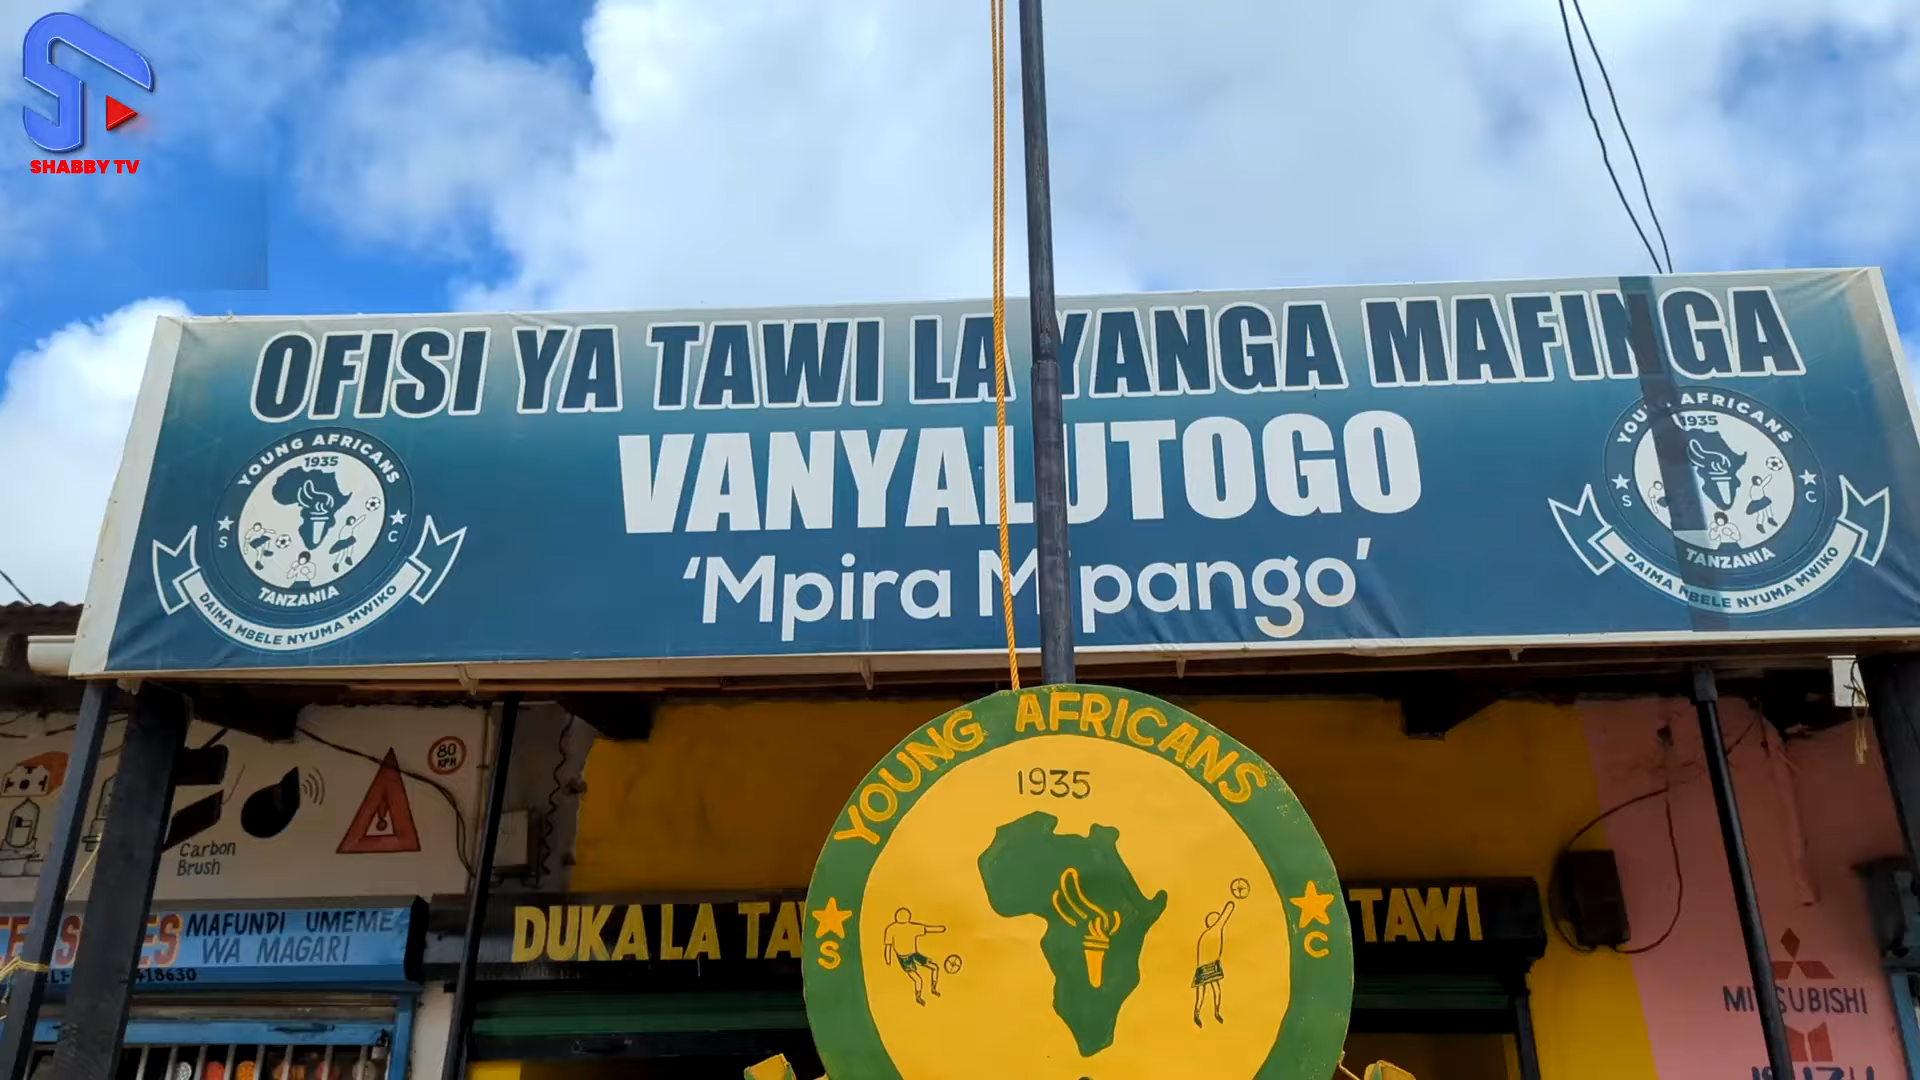 SHABBY TV
OFISI YA TAWI LA YANGA MAFINGA
VANYALUTOGO
'Mpira Mipango'
YOUNG AFRICANS
1935
S C
TANZANIA
DAIMA MBELE NYUMA MWIKO
YOUNG AFRICANS
1935
S C
TANZANIA
DAIMA MBELE NYUMA MWIKO
YOUNG AFRICANS
1935
S C
80
KPH
Carbon
Brush
MAFUNDI UMEME
WA MAGARI
418630
DUKA LA TA
TAWI
MITSUBISHI